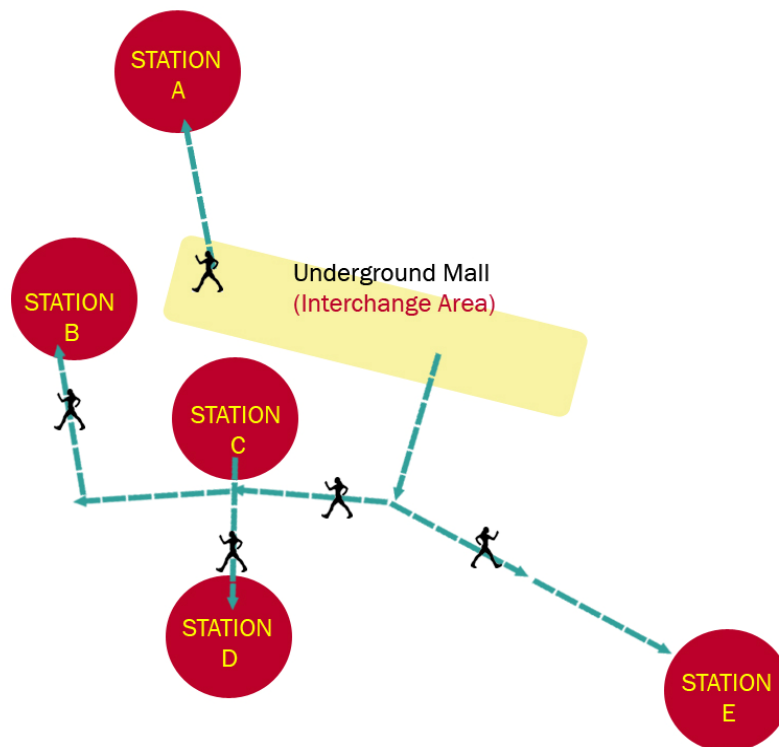 STATION
A
Underground Mall
(Interchange Area)
STATION
B
STATION
C
STATION
D
STATION
E